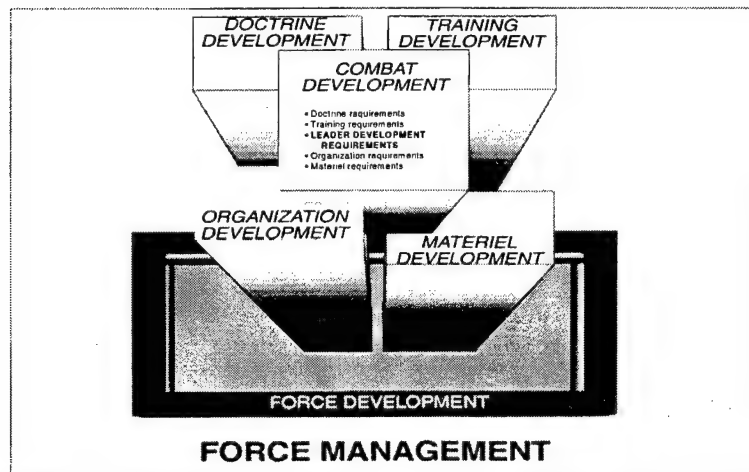 DOCTRINE
DEVELOPMENT
TRAINING
DEVELOPMENT
COMBAT
DEVELOPMENT
• Doctrine requirements
• Training requirements
• LEADER DEVELOPMENT
REQUIREMENTS
• Organization requirements
• Materiel requirements
ORGANIZATION
DEVELOPMENT
MATERIEL
DEVELOPMENT
FORCE DEVELOPMENT
FORCE MANAGEMENT